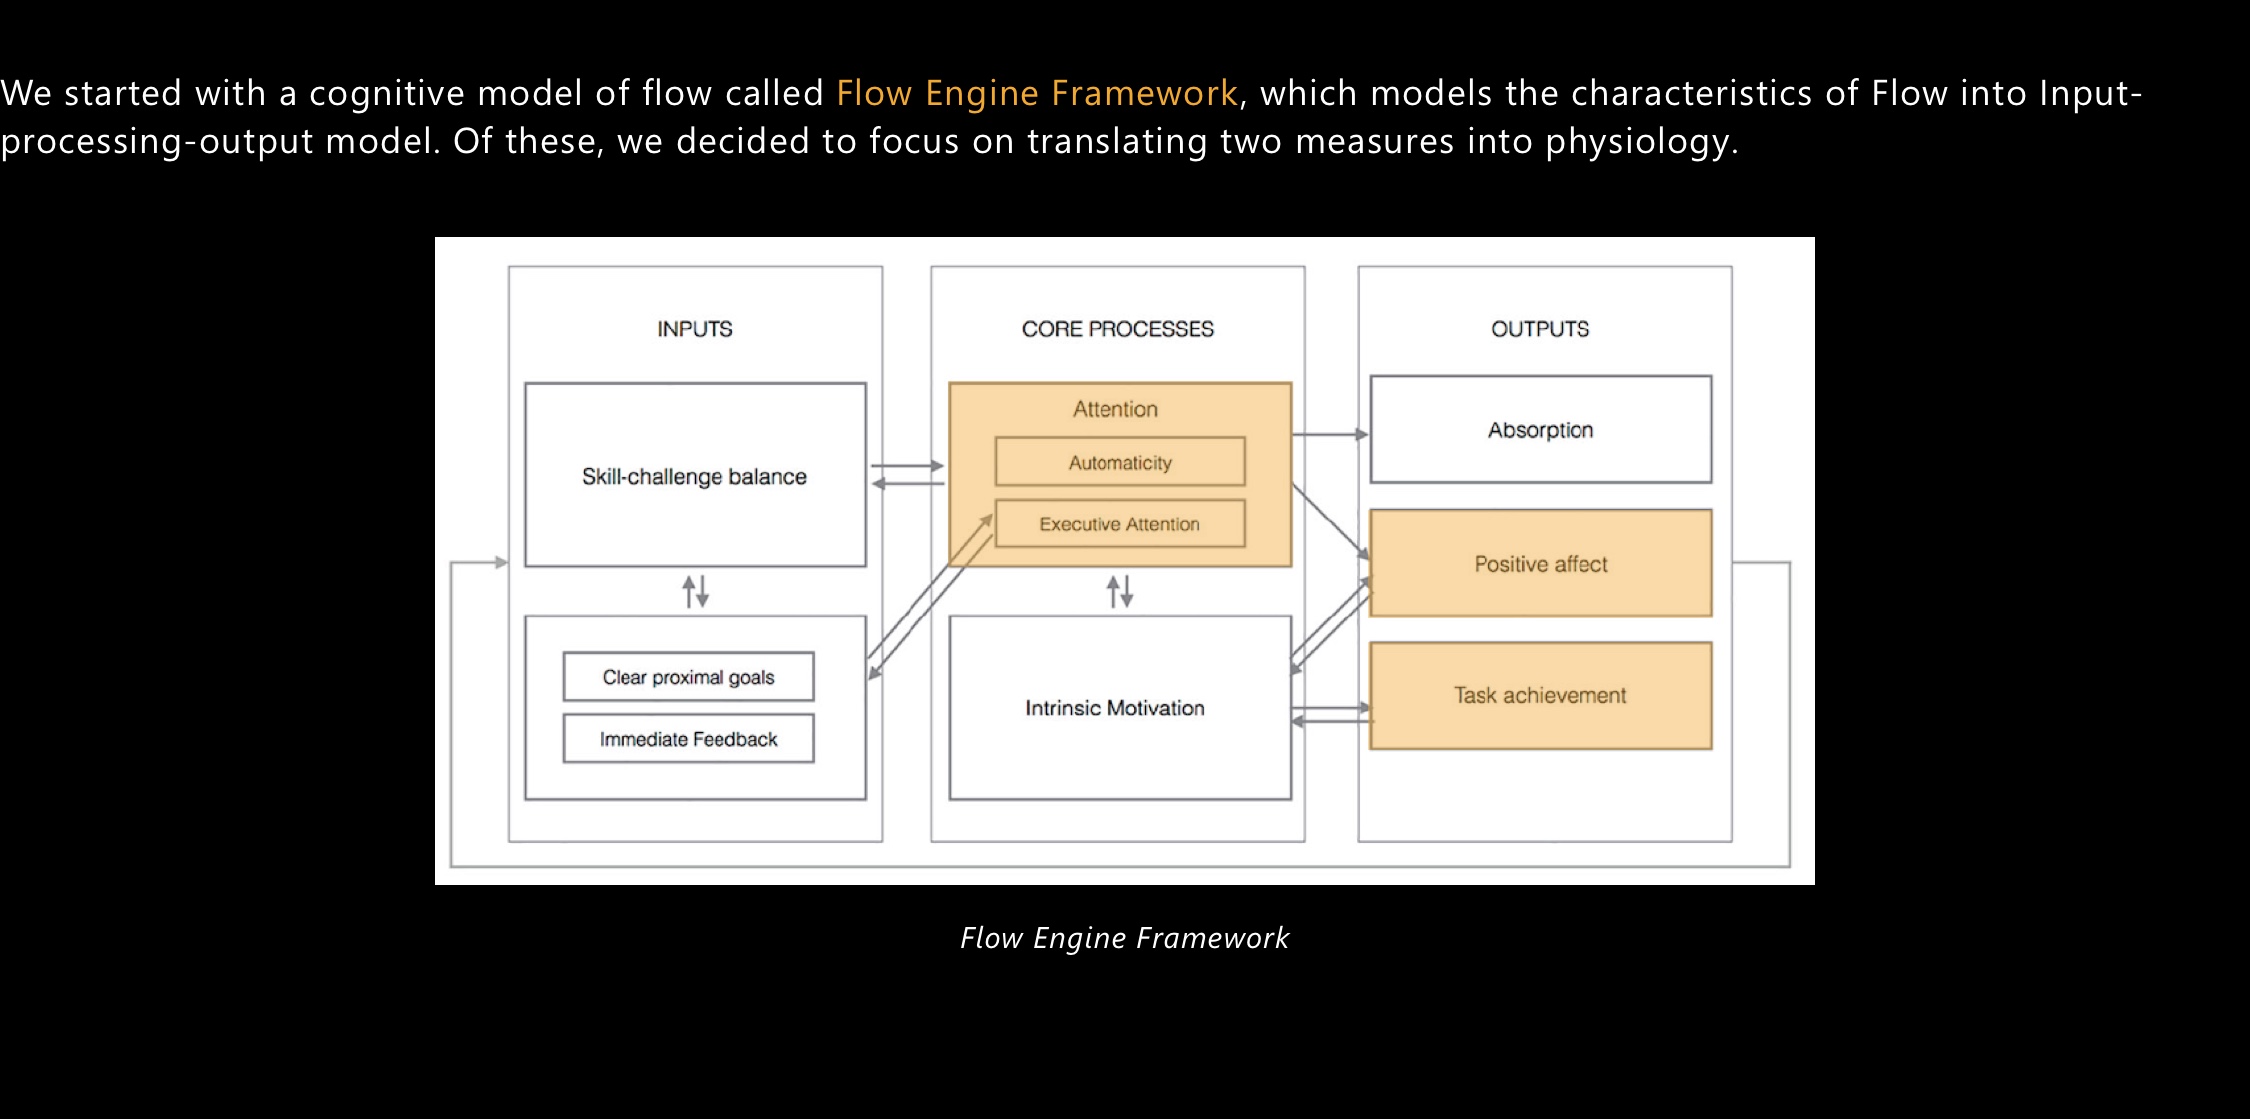 We started with a cognitive model of flow called Flow Engine Framework, which models the characteristics of Flow into Input-
processing-output model. Of these, we decided to focus on translating two measures into physiology.
INPUTS
Skill-challenge balance
Clear proximal goals
Immediate Feedback
CORE PROCESSES
Attention
Automaticity
Executive Attention
Intrinsic Motivation
OUTPUTS
Absorption
Positive affect
Task achievement
Flow Engine Framework